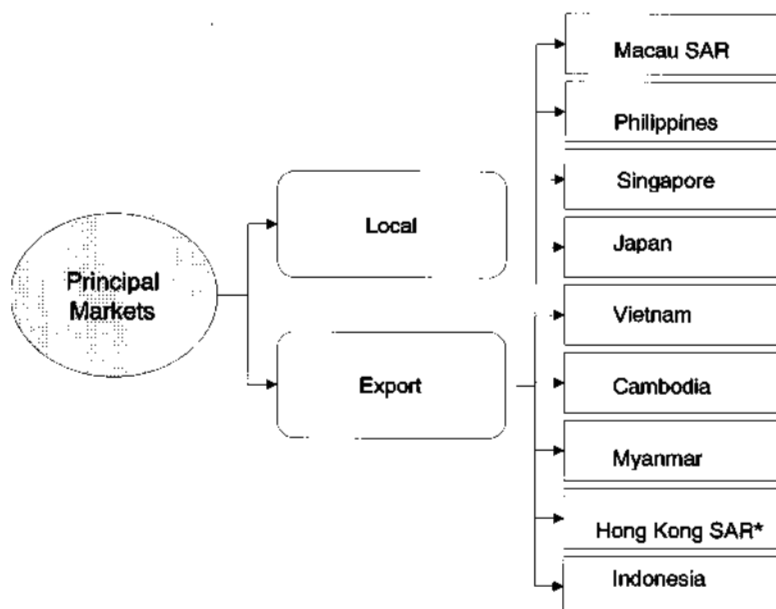 Principal
Markets
Local
Export
Macau SAR
Philippines
Singapore
Japan
Vietnam
Cambodia
Myanmar
Hong Kong SAR*
Indonesia